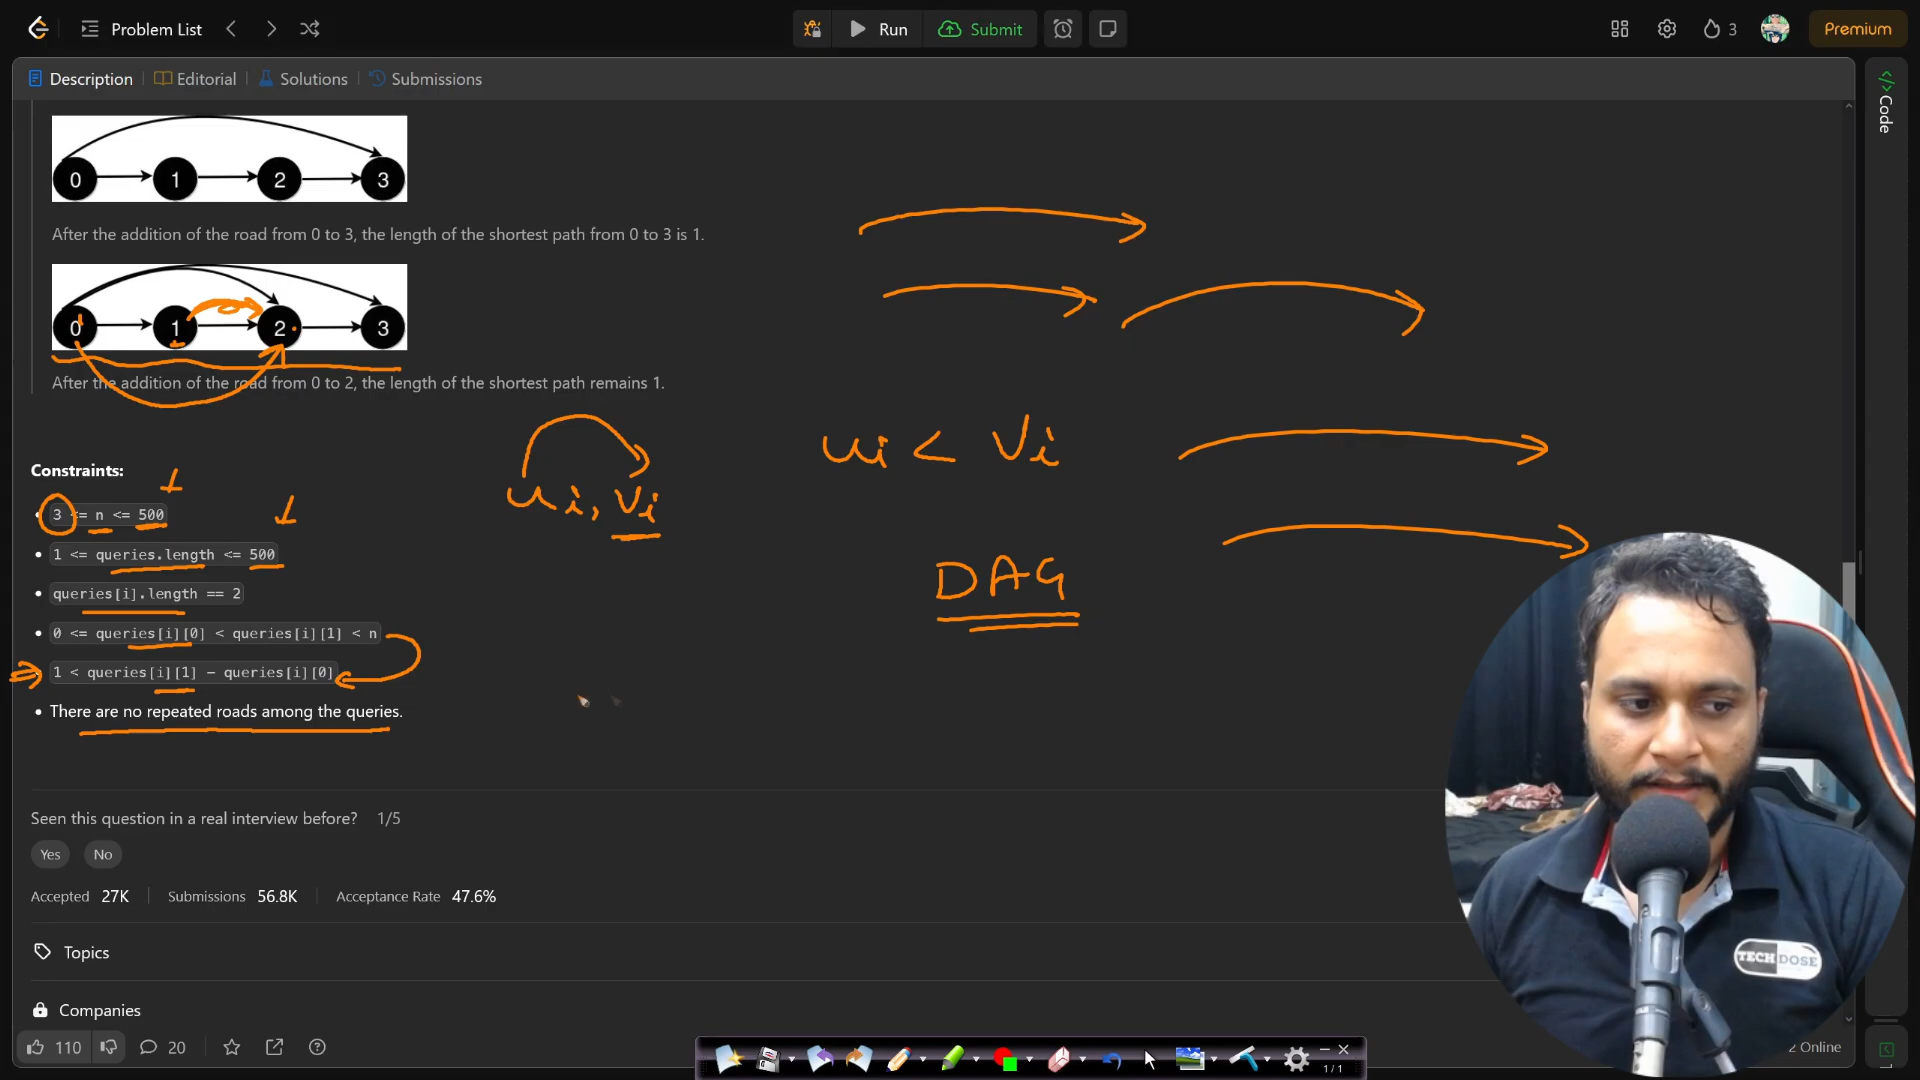 Problem List
Run
Submit
3
Premium
Description
Editorial
Solutions
Submissions
Code
0 1 2 3
After the addition of the road from 0 to 3, the length of the shortest path from 0 to 3 is 1.
0 1 2 3
After the addition of the road from 0 to 2, the length of the shortest path remains 1.
ui < vi
ui, vi
DAG
Constraints:
3 <= n <= 500
1 <= queries.length <= 500
queries[i].length == 2
0 <= queries[i][0] < queries[i][1] < n
1 < queries[i][1] - queries[i][0]
There are no repeated roads among the queries.
Seen this question in a real interview before? 1/5
Yes No
Accepted 27K Submissions 56.8K Acceptance Rate 47.6%
Topics
Companies
110
20
2 Online
1/1
TECH DOSE